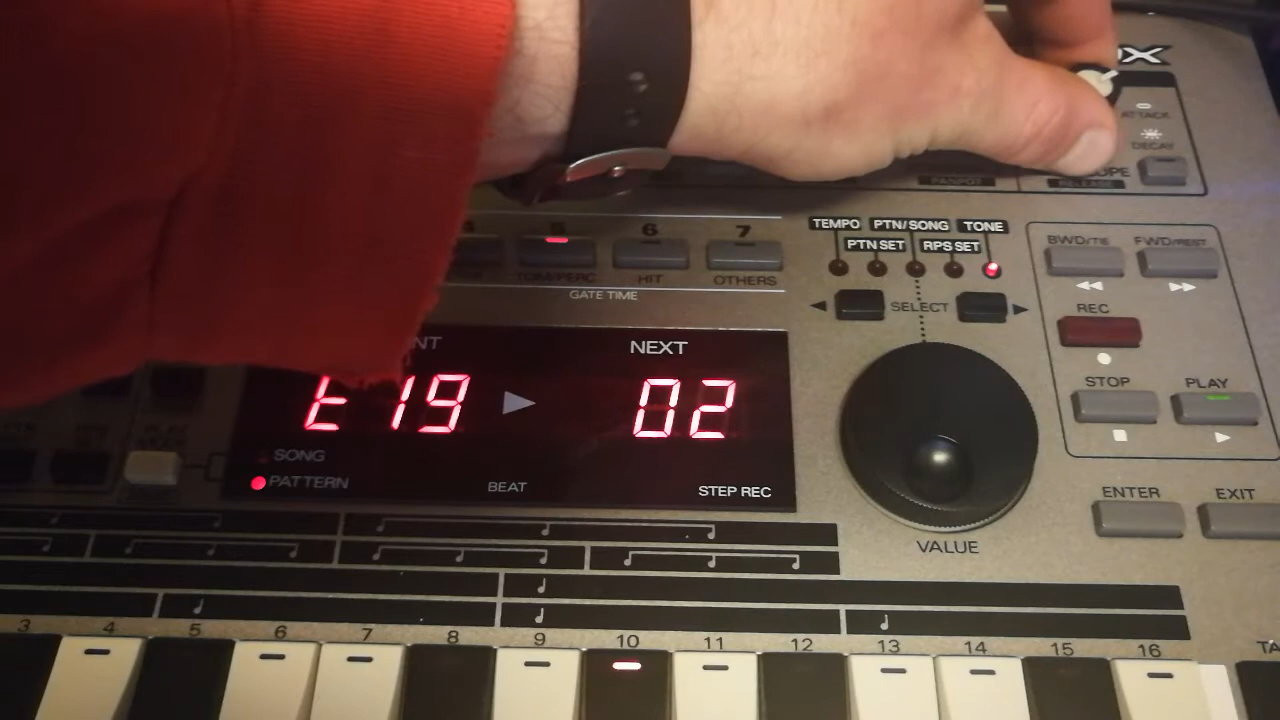 ATTACK
DECAY
PANPOT
RELEASE
5 6 7
TOM/PERC HIT OTHERS
GATE TIME
TEMPO PTN/SONG TONE
PTN SET RPS SET
SELECT
BWD/TIE FWD/REST
REC
STOP PLAY
NEXT
t19 02
SONG
PATTERN
BEAT
STEP REC
VALUE
ENTER EXIT
3 4 5 6 7 8 9 10 11 12 13 14 15 16